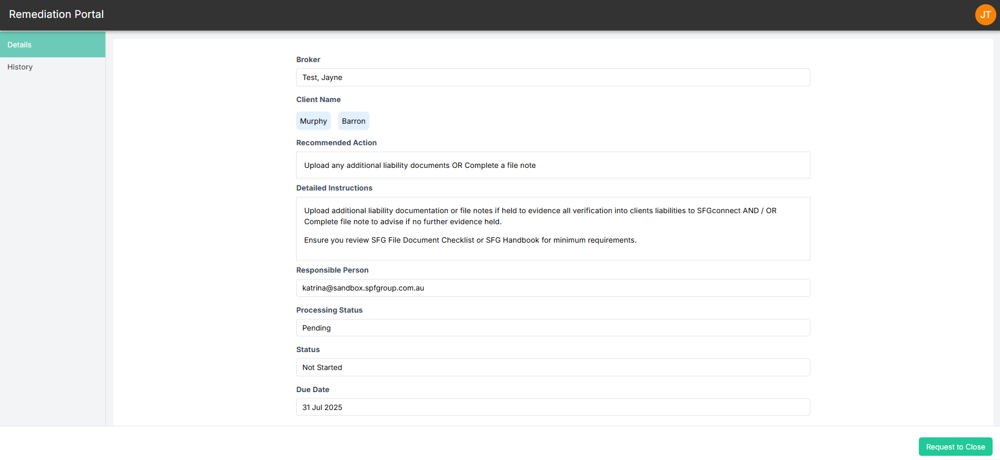 Remediation Portal
JT
Details
History
Broker
Test, Jayne
Client Name
Murphy Barron
Recommended Action
Upload any additional liability documents OR Complete a file note
Detailed Instructions
Upload additional liability documentation or file notes if held to evidence all verification into clients liabilities to SFGconnect AND / OR
Complete file note to advise if no further evidence held.
Ensure you review SFG File Document Checklist or SFG Handbook for minimum requirements.
Responsible Person
katrina@sandbox.spfgroup.com.au
Processing Status
Pending
Status
Not Started
Due Date
31 Jul 2025
Request to Close